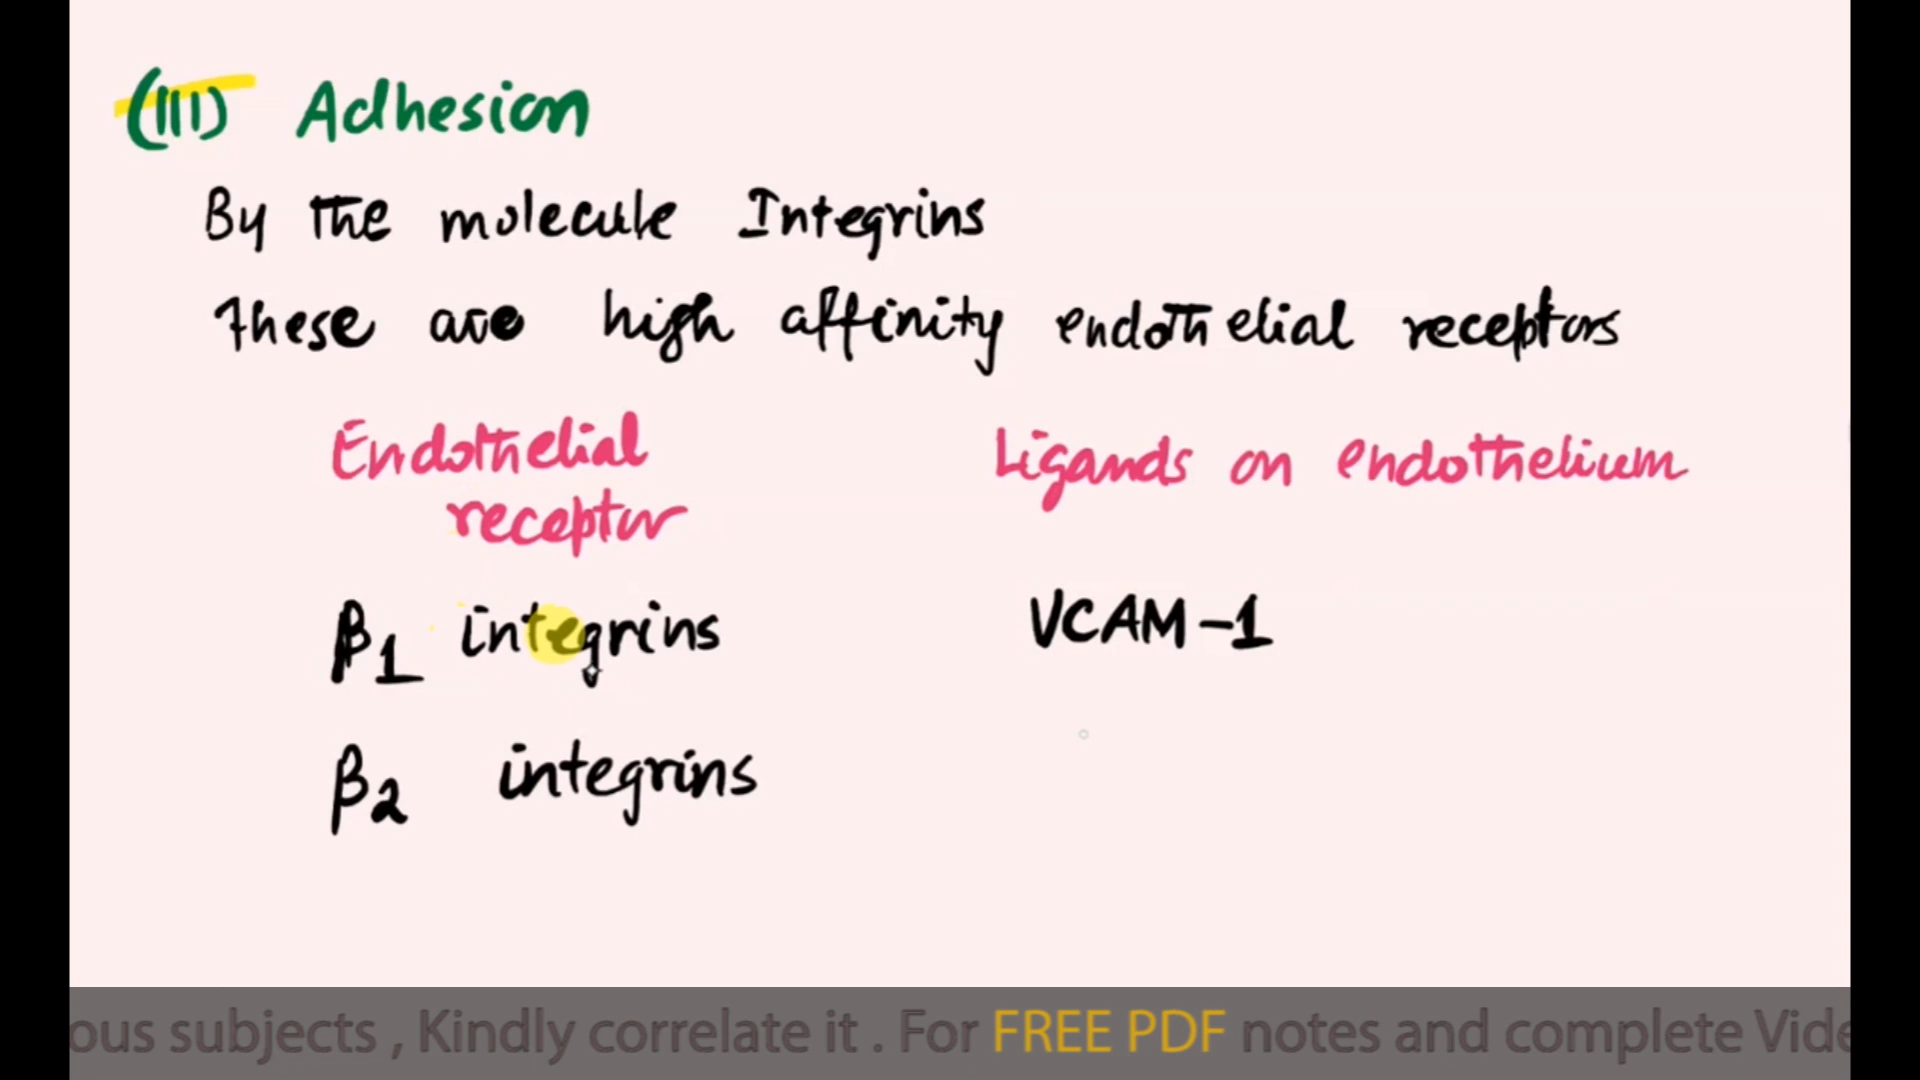 (III) Adhesion
By the molecule Integrins
These are high affinity endothelial receptors
Endothelial receptor
Ligands on endothelium
β1 integrins VCAM-1
β2 integrins
ous subjects , Kindly correlate it . For FREE PDF notes and complete Vide